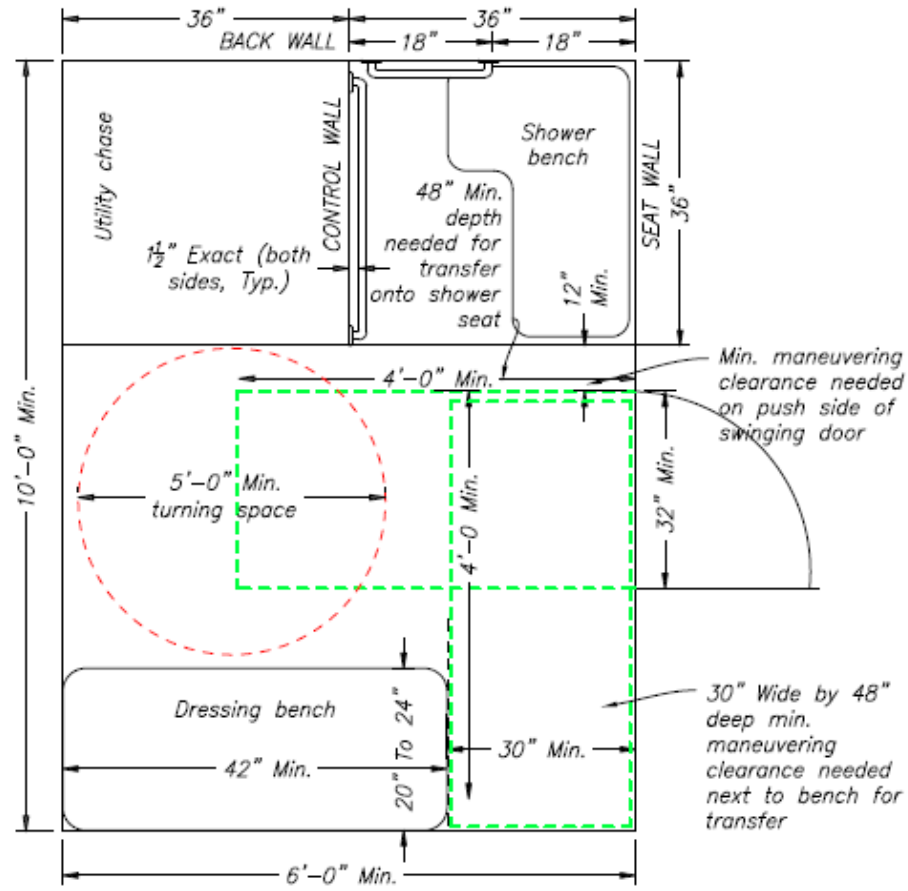 36"
36"
BACK WALL
18"
18"
Utility chase
CONTROL WALL
Shower
bench
SEAT WALL
36"
48" Min.
depth
needed for
transfer
onto shower
seat
1½" Exact (both
sides, Typ.)
12"
Min.
4'-0" Min.
Min. maneuvering
clearance needed
on push side of
swinging door
10'-0" Min.
5'-0" Min.
turning space
4'-0 Min.
32" Min.
Dressing bench
20" To 24"
42" Min.
30" Min.
30" Wide by 48"
deep min.
maneuvering
clearance needed
next to bench for
transfer
6'-0" Min.